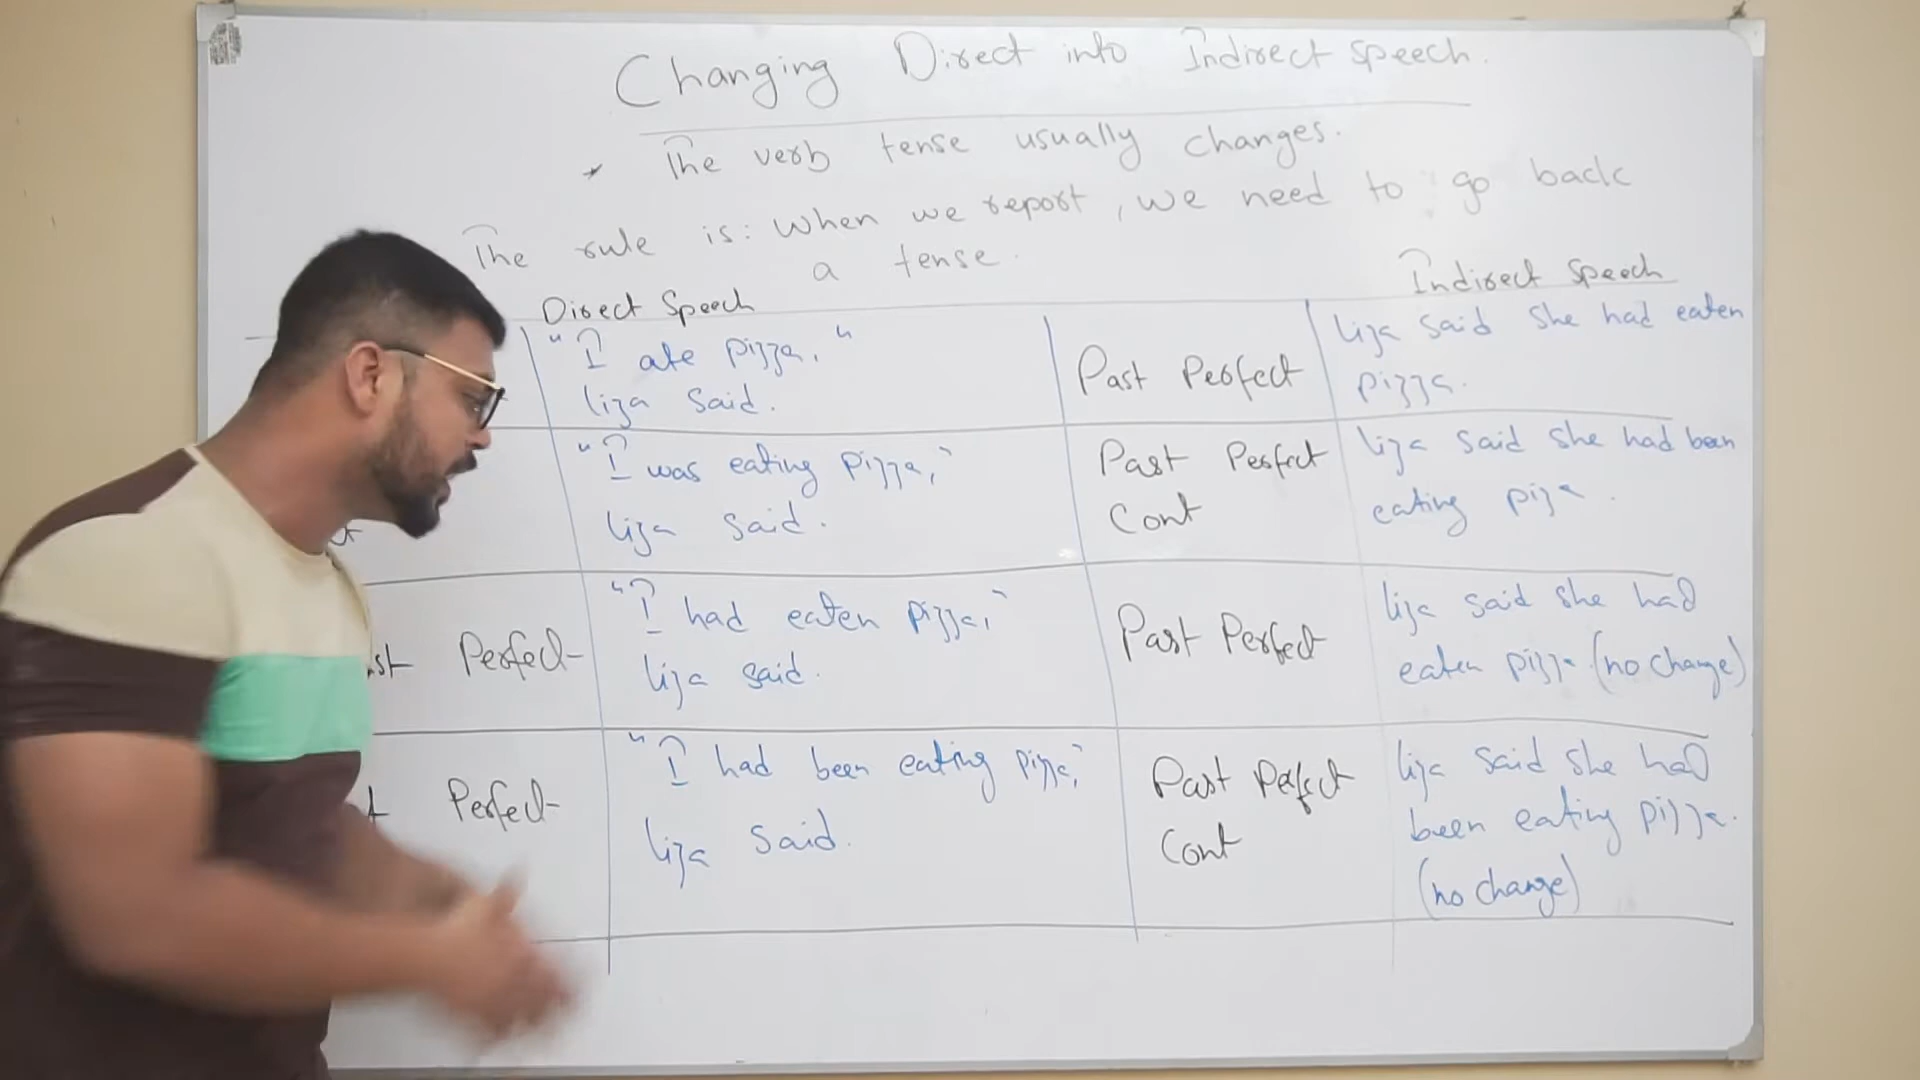 Changing Direct into Indirect speech.
* The verb tense usually changes.
The rule is: when we report, we need to go back
a tense.
Direct Speech
Indirect speech
"I ate pizza."
liza said.
Past Perfect
liza said she had eaten
pizza.
"I was eating pizza,"
liza said.
Past Perfect
Cont
liza said she had been
eating piza.
Perfect
"I had eaten pizza,"
liza said.
Past Perfect
liza said she had
eaten pizza (no change)
Perfect
"I had been eating pizza,"
liza said.
Past Perfect
Cont
liza said she had
been eating pizza.
(no change)